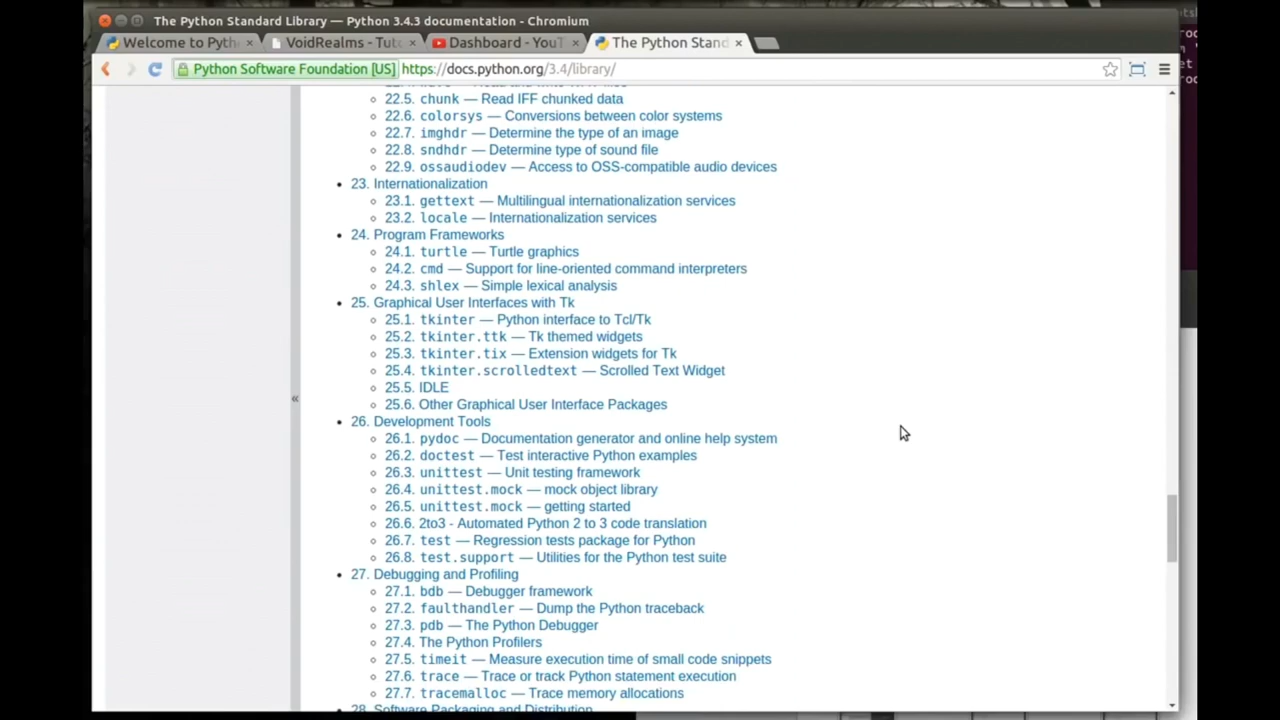 The Python Standard Library — Python 3.4.3 documentation - Chromium
Welcome to Pyth
VoidRealms - Tuto
Dashboard - YouT
The Python Stand
Python Software Foundation [US] https://docs.python.org/3.4/library/
22.5. chunk — Read IFF chunked data
22.6. colorsys — Conversions between color systems
22.7. imghdr — Determine the type of an image
22.8. sndhdr — Determine type of sound file
22.9. ossaudiodev — Access to OSS-compatible audio devices
23. Internationalization
23.1. gettext — Multilingual internationalization services
23.2. locale — Internationalization services
24. Program Frameworks
24.1. turtle — Turtle graphics
24.2. cmd — Support for line-oriented command interpreters
24.3. shlex — Simple lexical analysis
25. Graphical User Interfaces with Tk
25.1. tkinter — Python interface to Tcl/Tk
25.2. tkinter.ttk — Tk themed widgets
25.3. tkinter.tix — Extension widgets for Tk
25.4. tkinter.scrolledtext — Scrolled Text Widget
25.5. IDLE
25.6. Other Graphical User Interface Packages
«
26. Development Tools
26.1. pydoc — Documentation generator and online help system
26.2. doctest — Test interactive Python examples
26.3. unittest — Unit testing framework
26.4. unittest.mock — mock object library
26.5. unittest.mock — getting started
26.6. 2to3 - Automated Python 2 to 3 code translation
26.7. test — Regression tests package for Python
26.8. test.support — Utilities for the Python test suite
27. Debugging and Profiling
27.1. bdb — Debugger framework
27.2. faulthandler — Dump the Python traceback
27.3. pdb — The Python Debugger
27.4. The Python Profilers
27.5. timeit — Measure execution time of small code snippets
27.6. trace — Trace or track Python statement execution
27.7. tracemalloc — Trace memory allocations
28. Software Packaging and Distribution